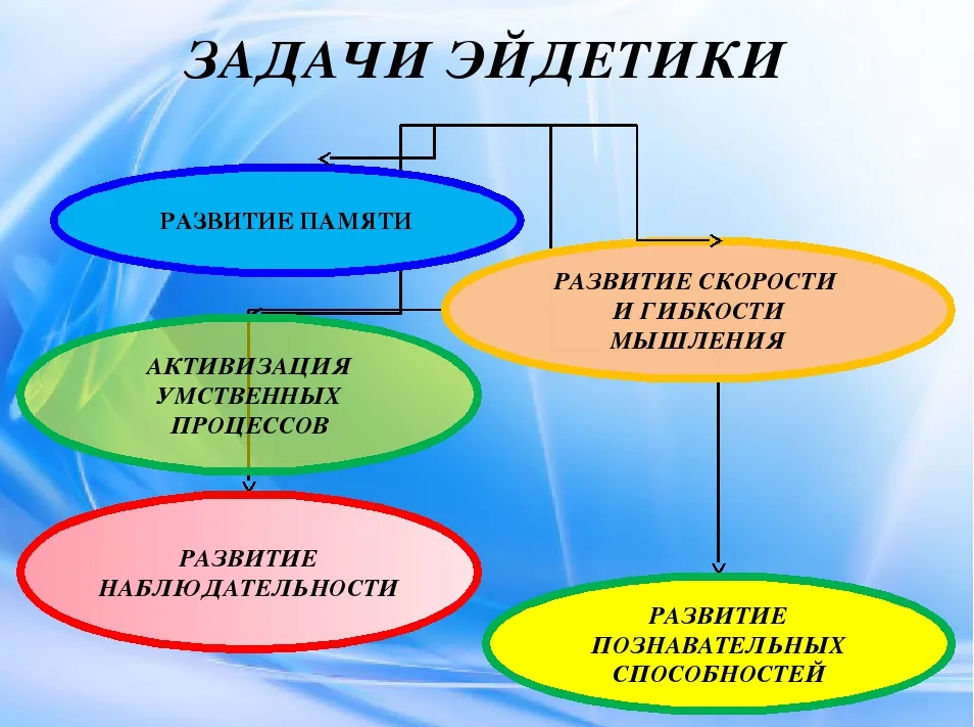 ЗАДАЧИ ЭЙДЕТИКИ
РАЗВИТИЕ ПАМЯТИ
РАЗВИТИЕ СКОРОСТИ
И ГИБКОСТИ
МЫШЛЕНИЯ
АКТИВИЗАЦИЯ
УМСТВЕННЫХ
ПРОЦЕССОВ
РАЗВИТИЕ
НАБЛЮДАТЕЛЬНОСТИ
РАЗВИТИЕ
ПОЗНАВАТЕЛЬНЫХ
СПОСОБНОСТЕЙ